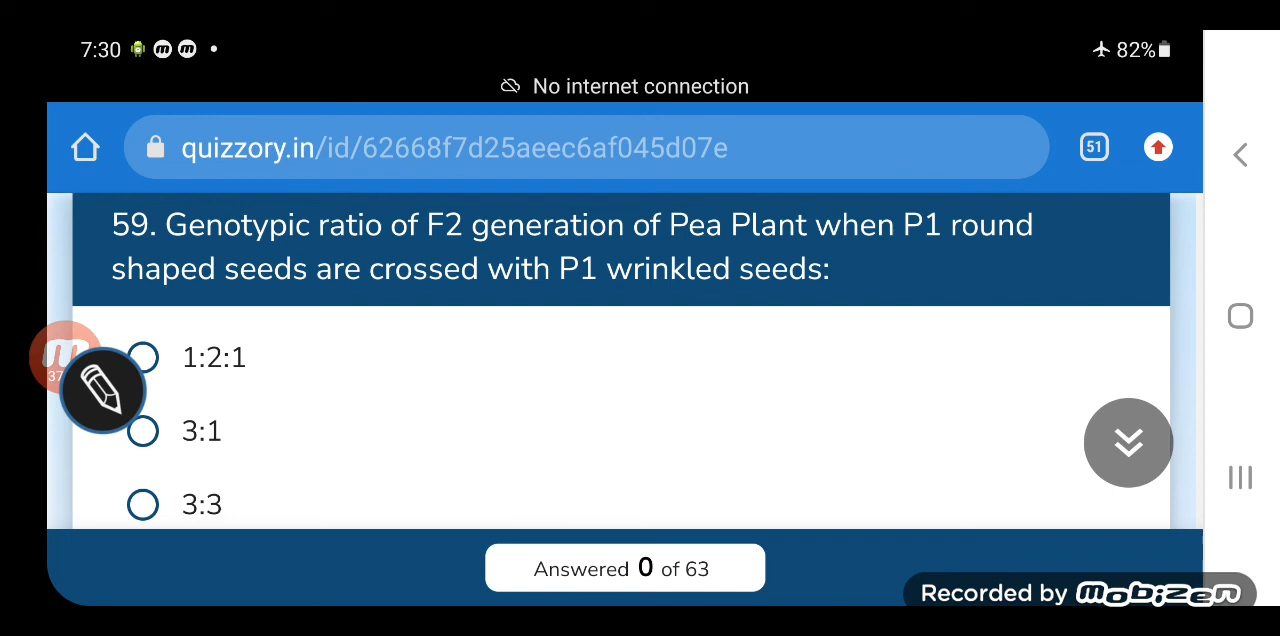 7:30
82%
No internet connection
quizzory.in/id/62668f7d25aeec6af045d07e
51
59. Genotypic ratio of F2 generation of Pea Plant when P1 round
shaped seeds are crossed with P1 wrinkled seeds:
1:2:1
37
3:1
3:3
Answered 0 of 63
Recorded by mobizen